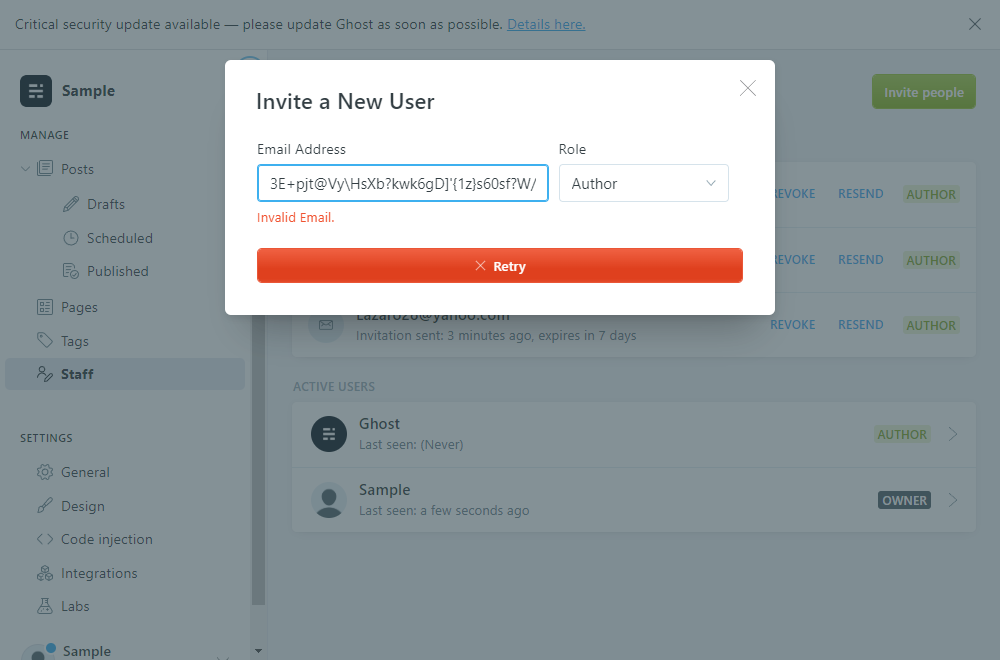 Critical security update available — please update Ghost as soon as possible. Details here.
Sample
Invite people
MANAGE
Posts
Drafts
Scheduled
Published
Pages
Tags
Staff
SETTINGS
General
Design
Code injection
Integrations
Labs
Sample
Invite a New User
Email Address
Role
3E+pjt@Vy\HsXb?kwk6gD]'{1z}s60sf?W/
Author
Invalid Email.
Retry
REVOKE RESEND AUTHOR
REVOKE RESEND AUTHOR
Lazaro26@yahoo.com
Invitation sent: 3 minutes ago, expires in 7 days
REVOKE RESEND AUTHOR
ACTIVE USERS
Ghost
Last seen: (Never)
AUTHOR
Sample
Last seen: a few seconds ago
OWNER